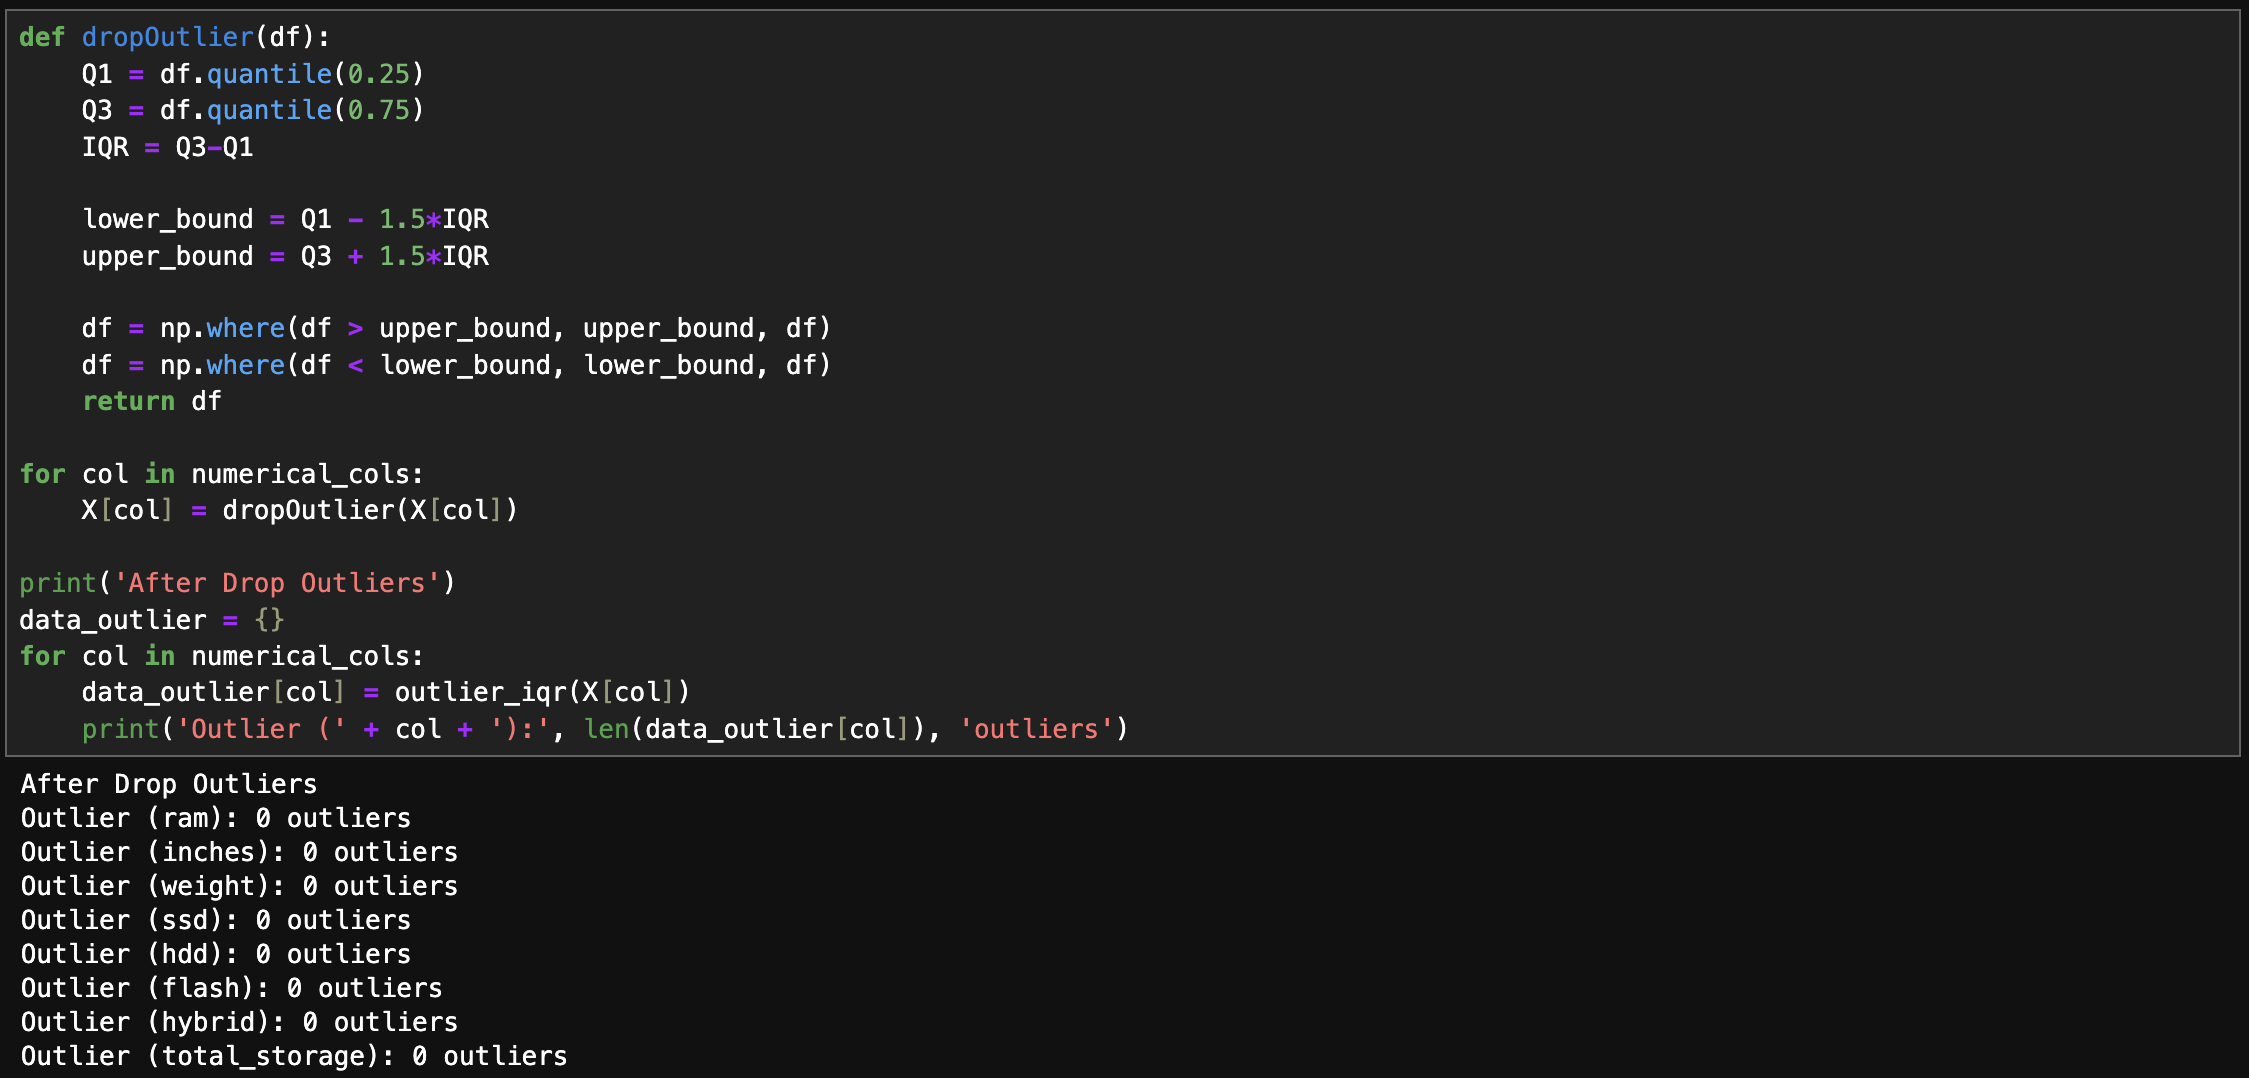 def dropOutlier(df):
    Q1 = df.quantile(0.25)
    Q3 = df.quantile(0.75)
    IQR = Q3-Q1

    lower_bound = Q1 - 1.5*IQR
    upper_bound = Q3 + 1.5*IQR

    df = np.where(df > upper_bound, upper_bound, df)
    df = np.where(df < lower_bound, lower_bound, df)
    return df

for col in numerical_cols:
    X[col] = dropOutlier(X[col])

print('After Drop Outliers')
data_outlier = {}
for col in numerical_cols:
    data_outlier[col] = outlier_iqr(X[col])
    print('Outlier (' + col + '):', len(data_outlier[col]), 'outliers')
After Drop Outliers
Outlier (ram): 0 outliers
Outlier (inches): 0 outliers
Outlier (weight): 0 outliers
Outlier (ssd): 0 outliers
Outlier (hdd): 0 outliers
Outlier (flash): 0 outliers
Outlier (hybrid): 0 outliers
Outlier (total_storage): 0 outliers